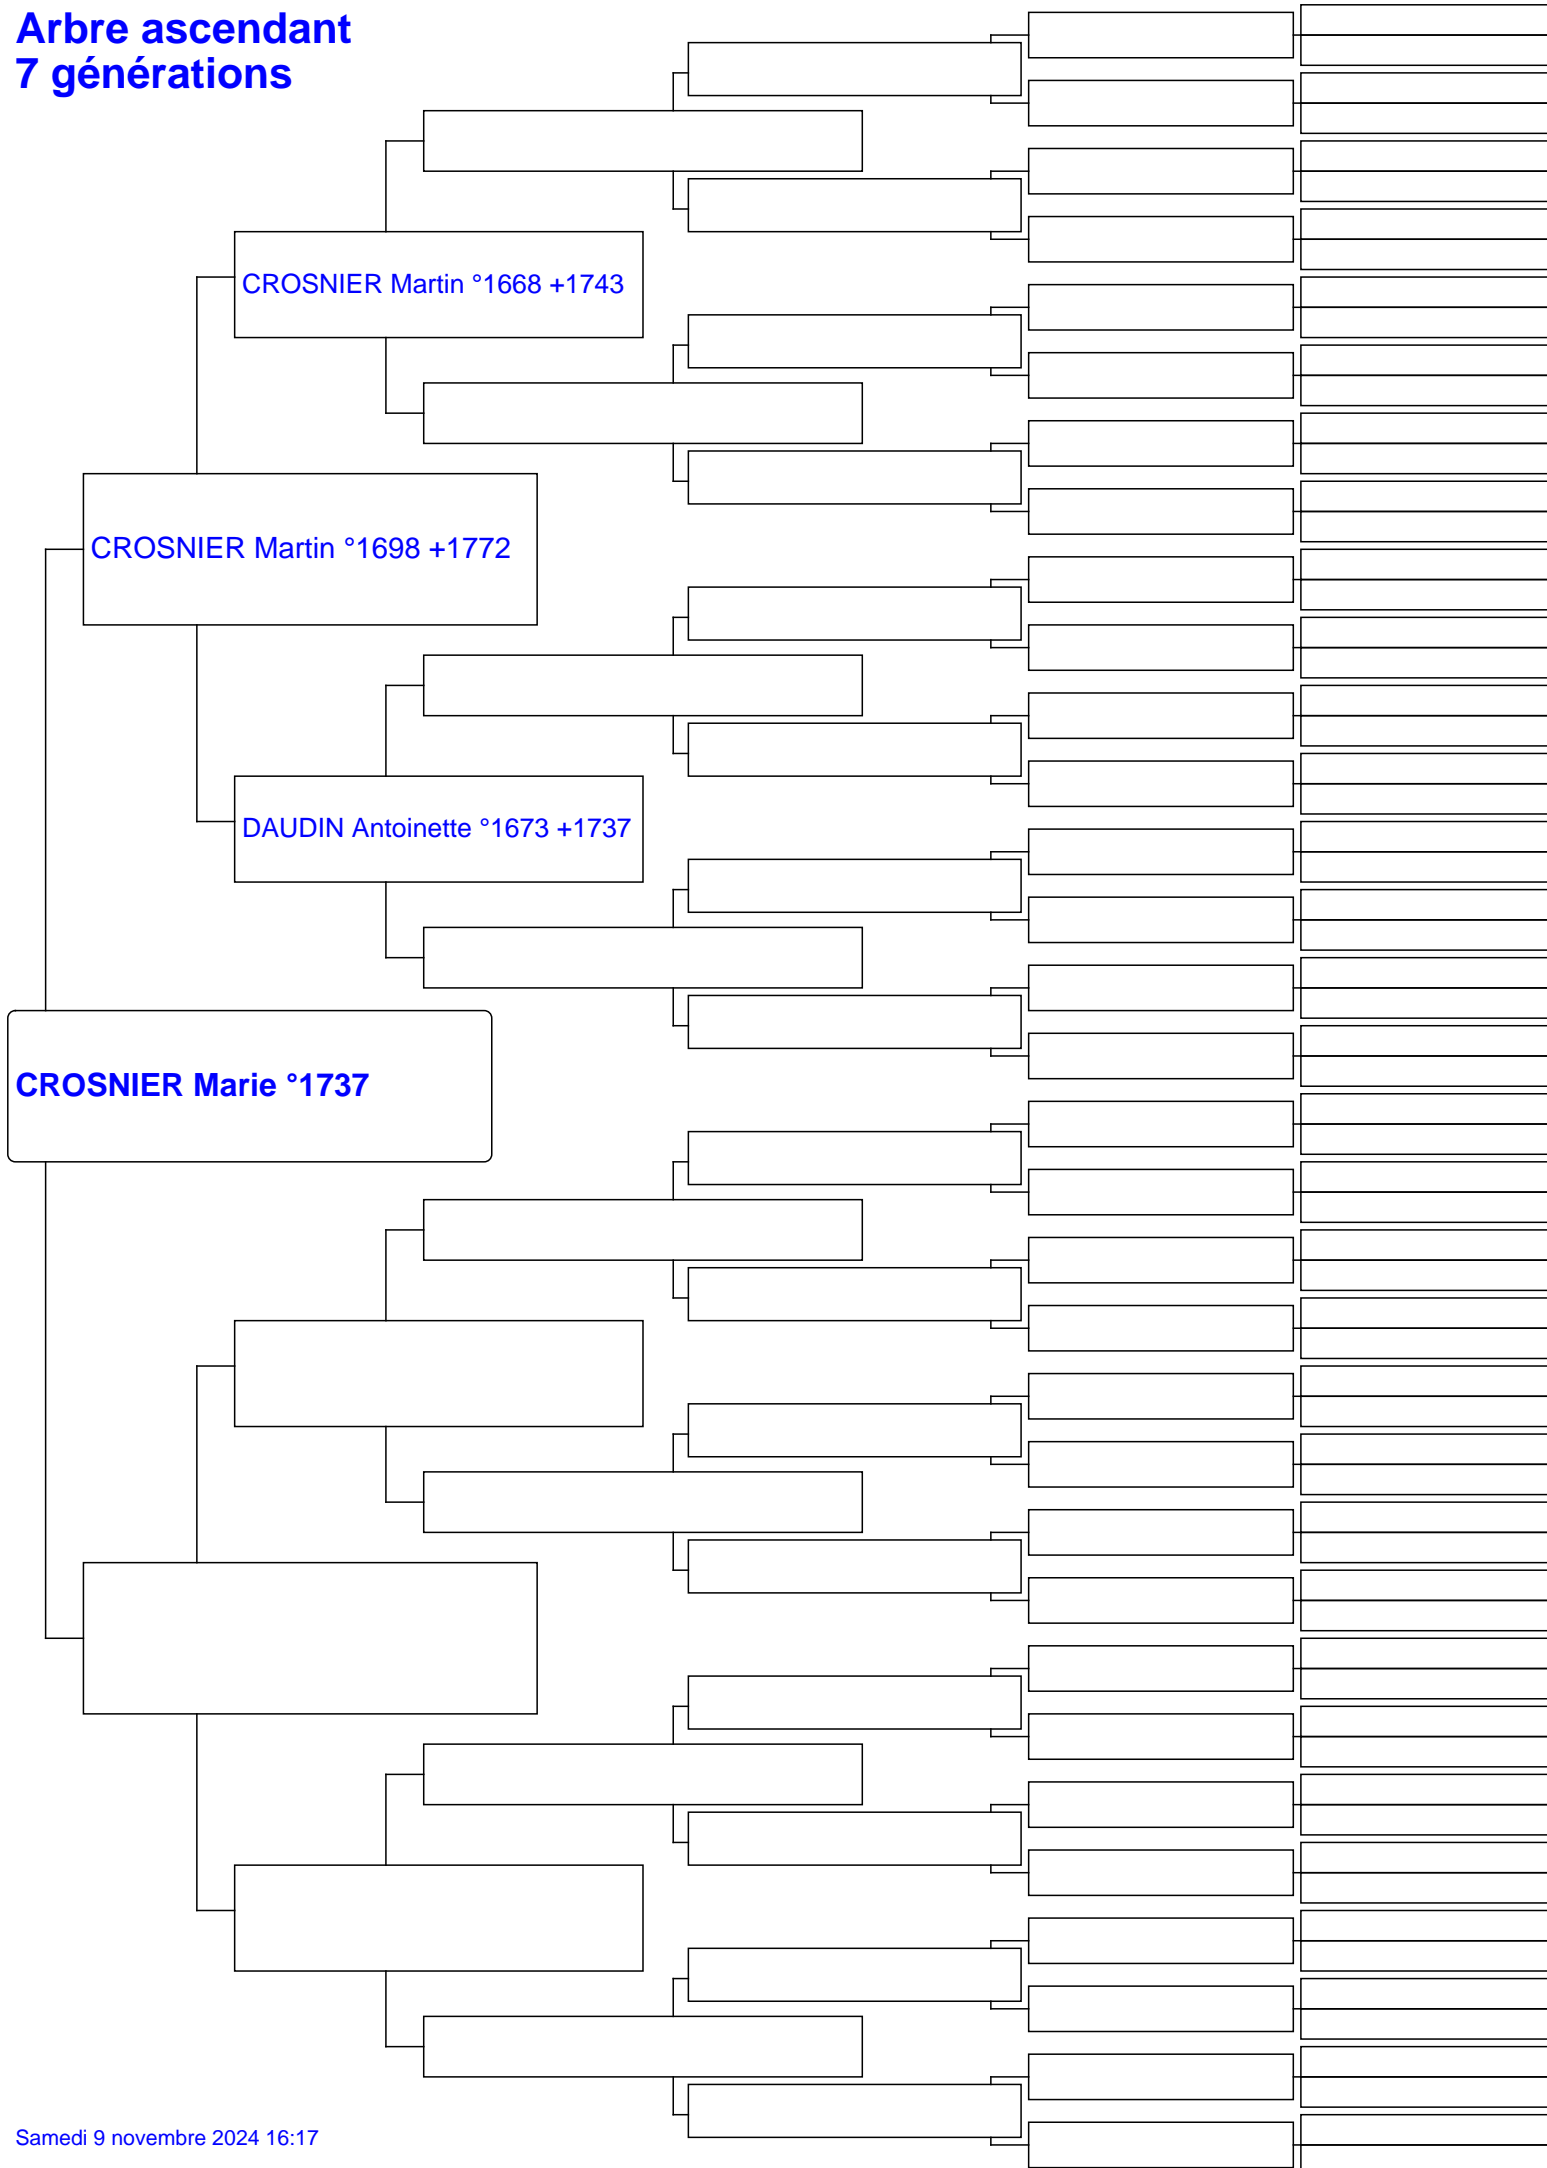 Arbre ascendant
7 générations
CROSNIER Martin °1668 +1743
CROSNIER Martin °1698 +1772
DAUDIN Antoinette °1673 +1737
CROSNIER Marie °1737
Samedi 9 novembre 2024 16:17